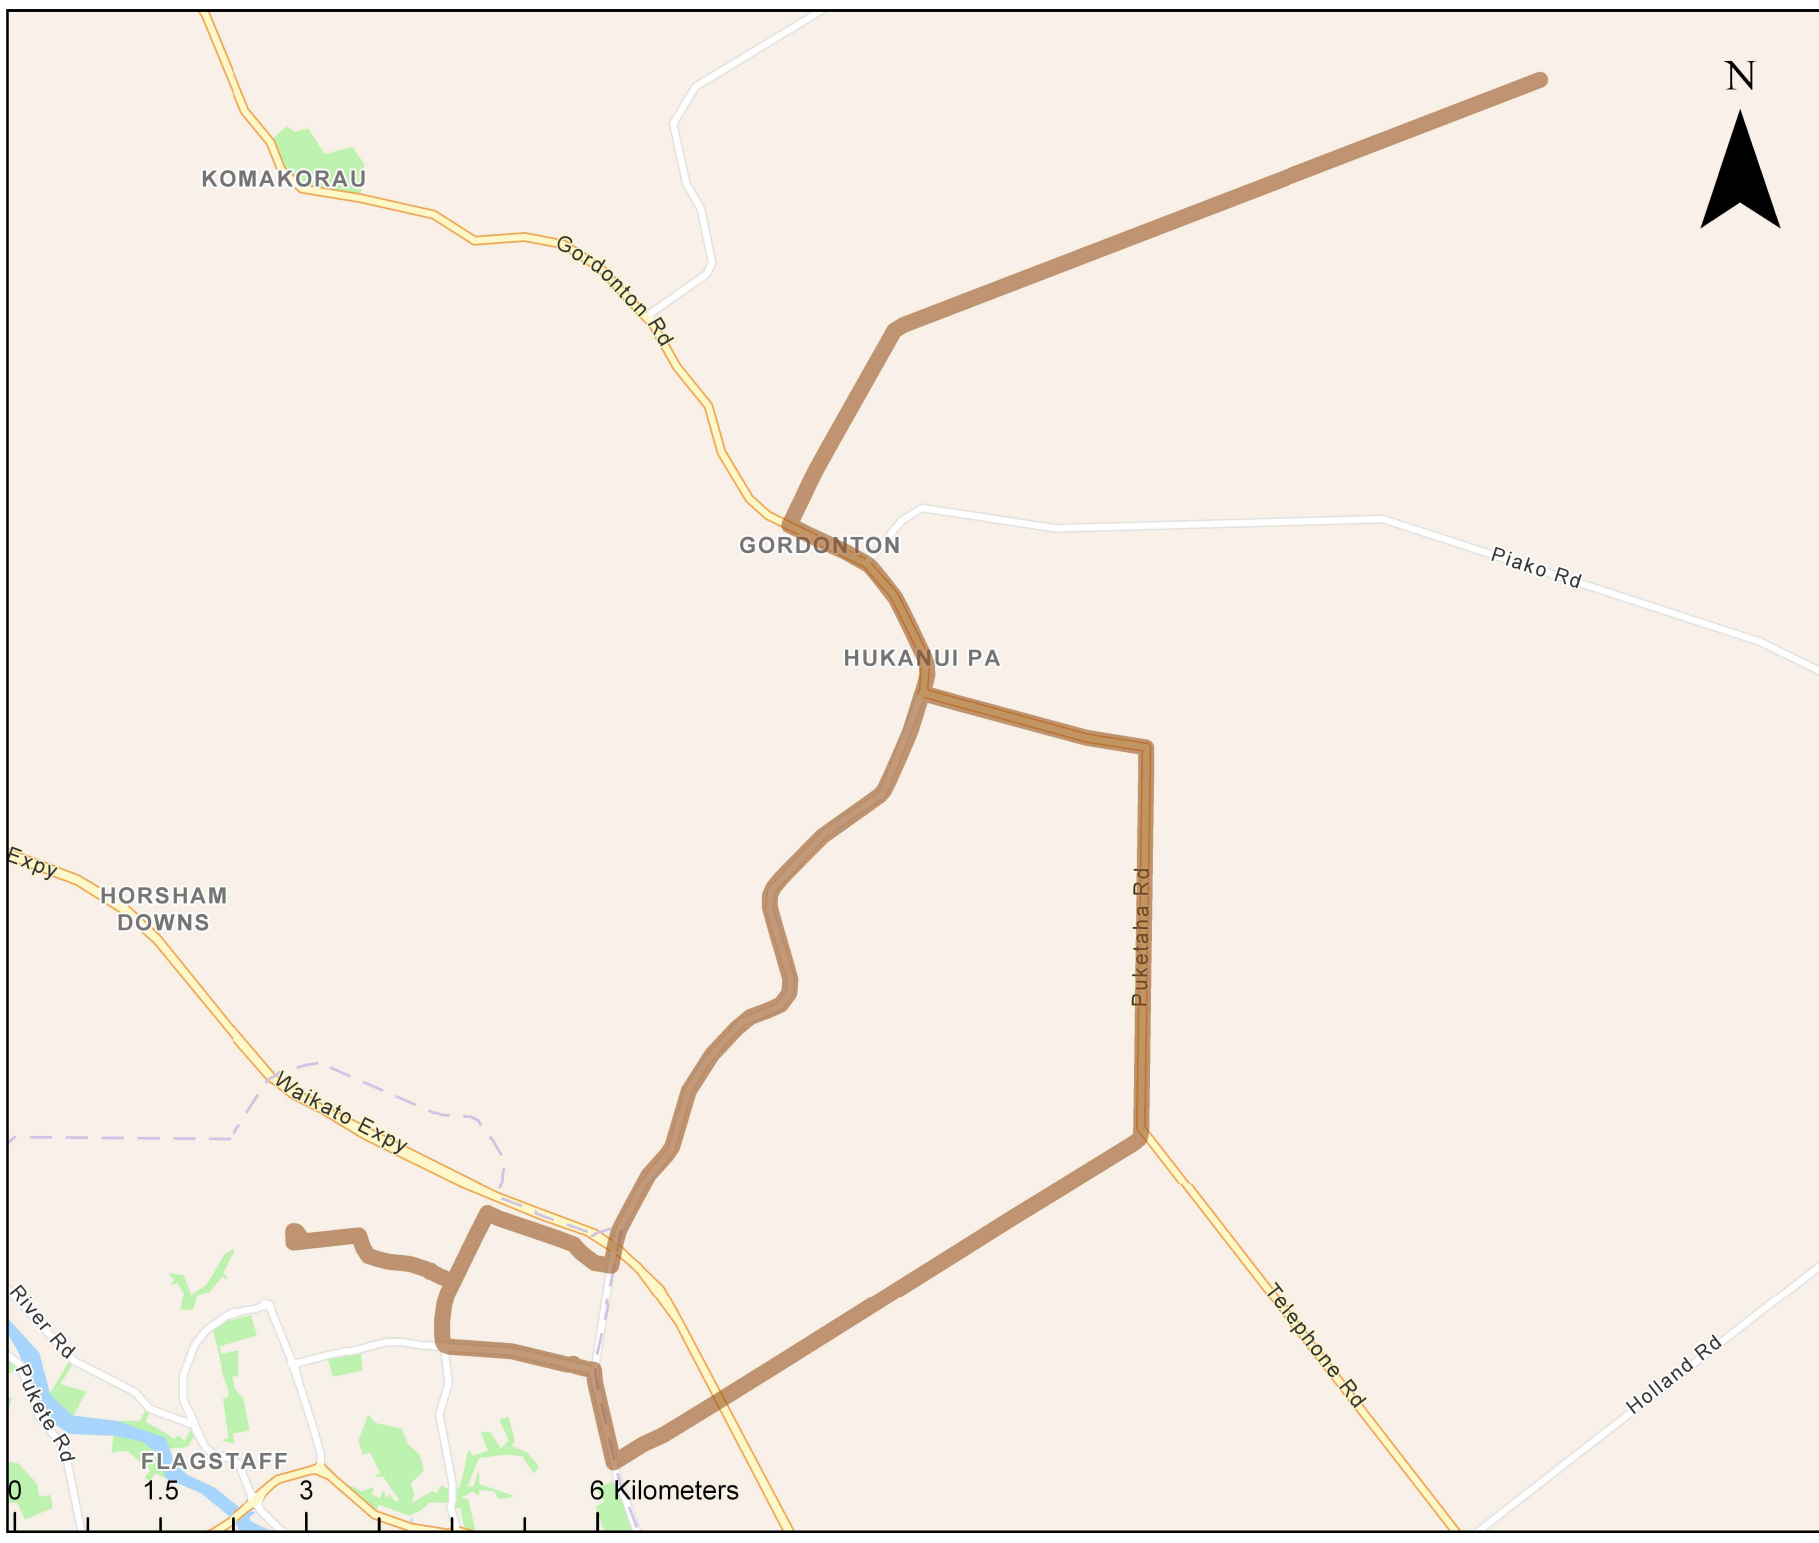 N
KOMAKORAU
Gordonton Rd
GORDONTON
Piako Rd
HUKANUI PA
Expy
HORSHAM
DOWNS
Puketaha Rd
Waikato Expy
River Rd
Pukete Rd
Telephone Rd
Holland Rd
FLAGSTAFF
0 1.5 3 6 Kilometers